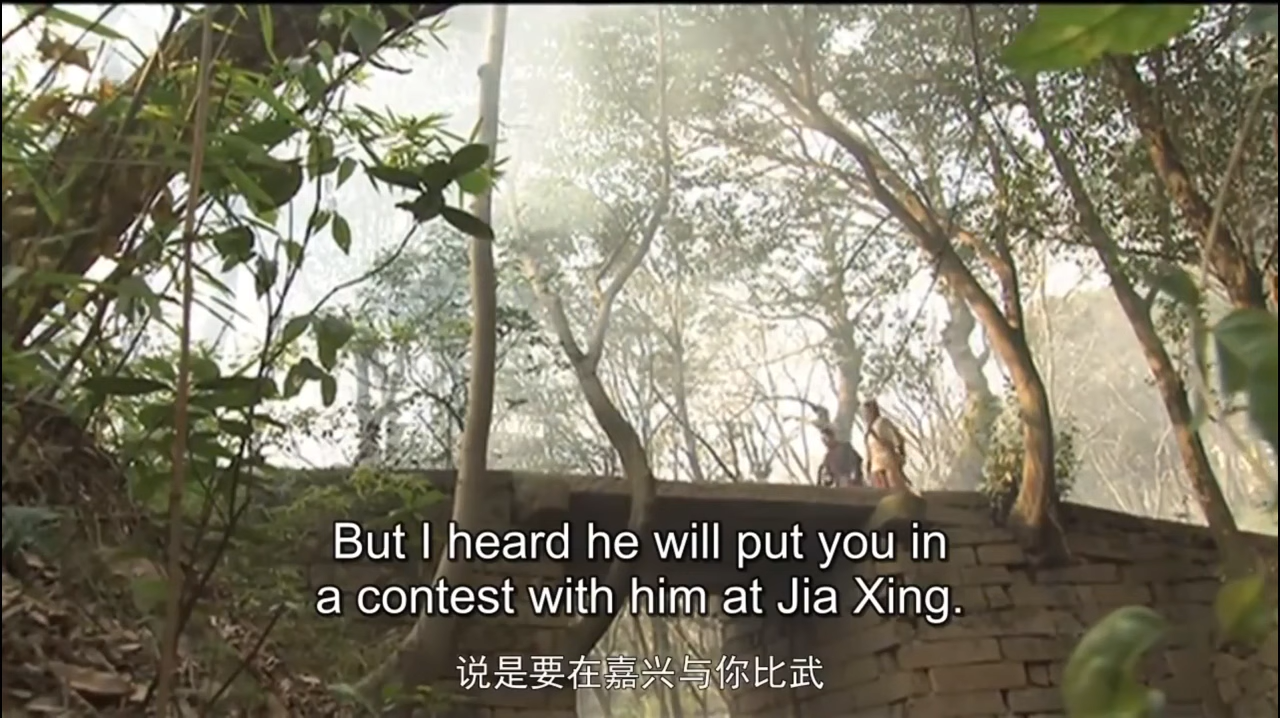 But I heard he will put you in
a contest with him at Jia Xing.
说是要在嘉兴与你比武